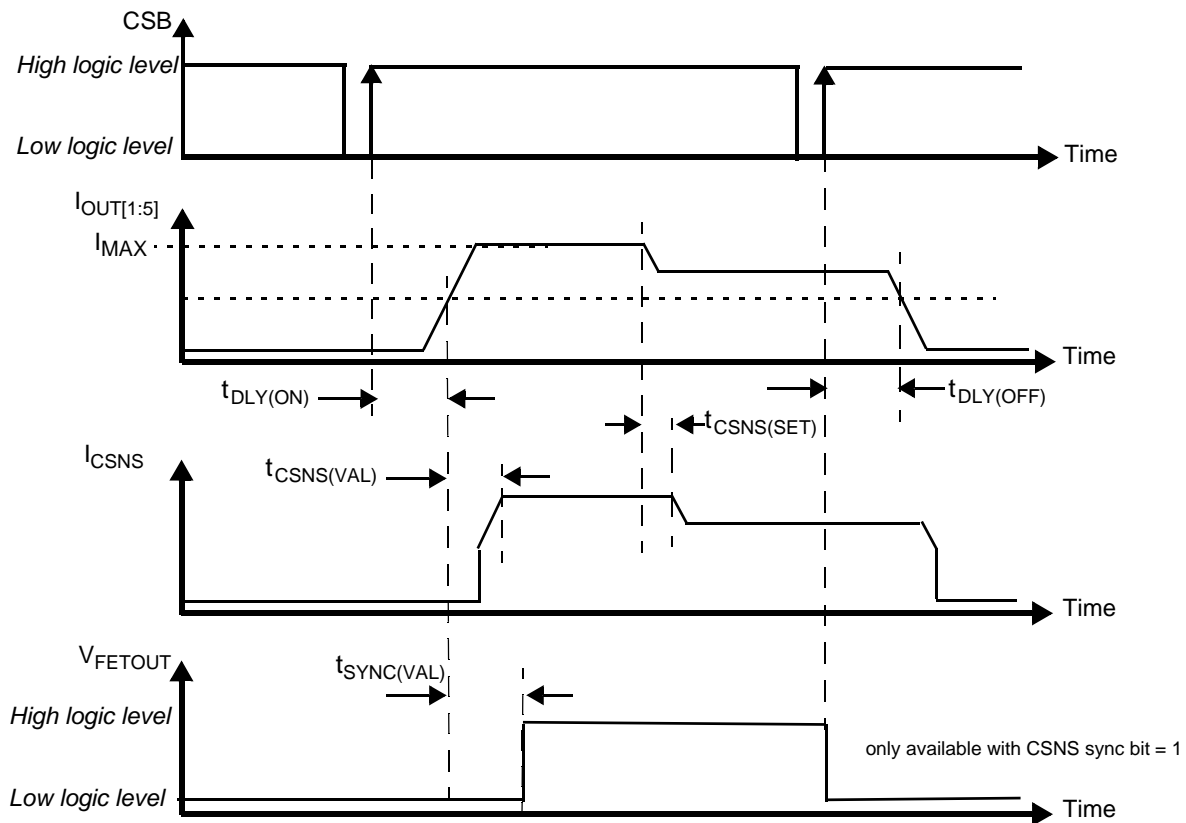 CSB
High logic level
Low logic level
Time
IOUT[1:5]
IMAX
Time
tDLY(ON)
tDLY(OFF)
tCSNS(SET)
ICSNS
tCSNS(VAL)
Time
VFETOUT
tSYNC(VAL)
High logic level
only available with CSNS sync bit = 1
Low logic level
Time